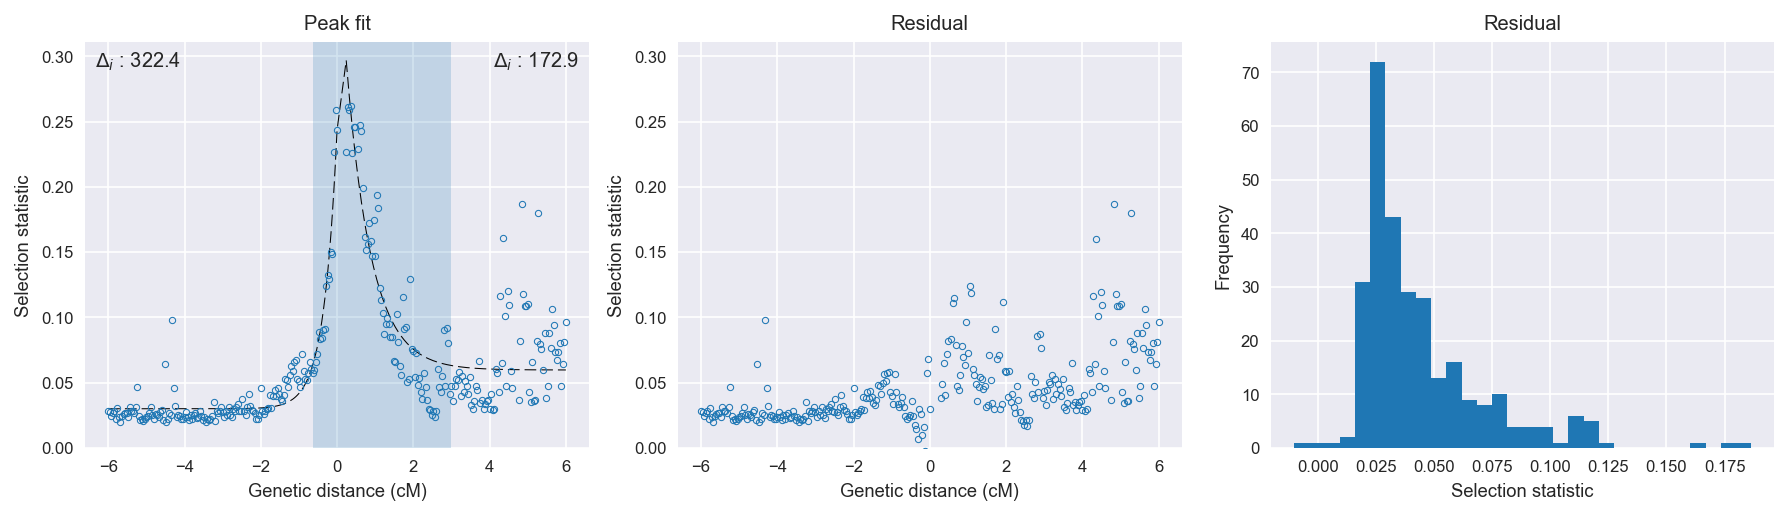 Peak fit
Δi : 322.4
Δi : 172.9
0.30
0.25
0.20
0.15
0.10
0.05
0.00
Selection statistic
−6 −4 −2 0 2 4 6
Genetic distance (cM)
Residual
0.30
0.25
0.20
0.15
0.10
0.05
0.00
Selection statistic
−6 −4 −2 0 2 4 6
Genetic distance (cM)
Residual
70
60
50
40
30
20
10
0
Frequency
0.000 0.025 0.050 0.075 0.100 0.125 0.150 0.175
Selection statistic